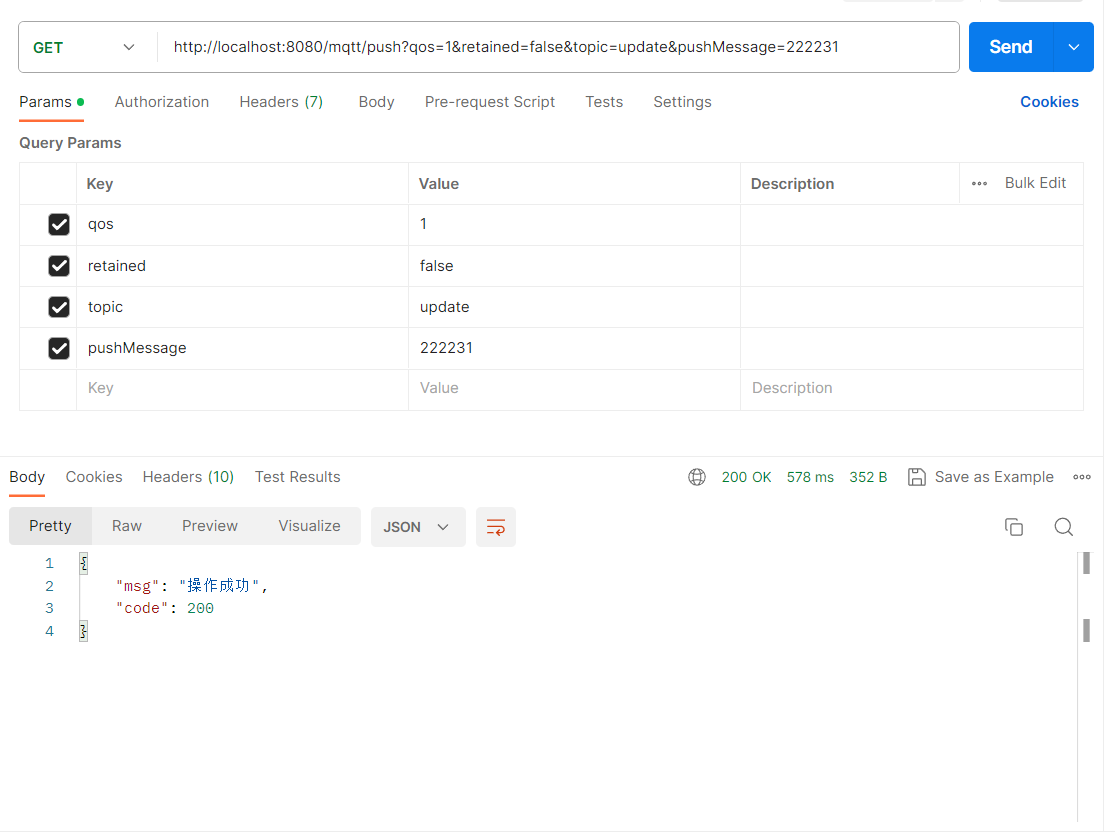 GET http://localhost:8080/mqtt/push?qos=1&retained=false&topic=update&pushMessage=222231 Send
Params Authorization Headers (7) Body Pre-request Script Tests Settings Cookies
Query Params
Key Value Description Bulk Edit
qos 1
retained false
topic update
pushMessage 222231
Key Value Description
Body Cookies Headers (10) Test Results 200 OK 578 ms 352 B Save as Example
Pretty Raw Preview Visualize JSON
1 {
2 "msg": "操作成功",
3 "code": 200
4 }